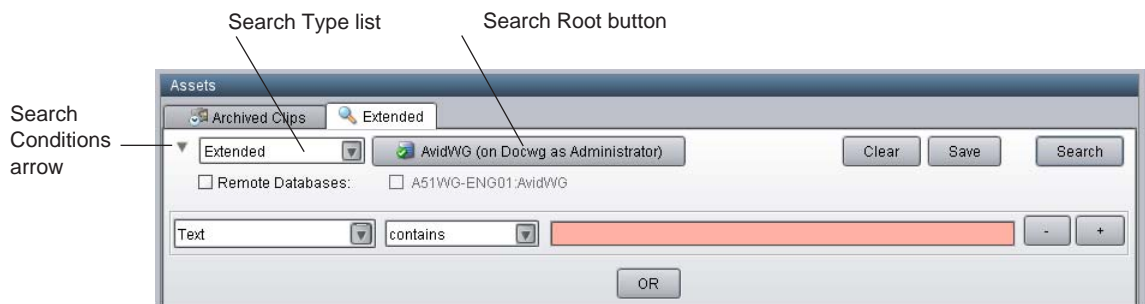 Search Type list
Search Root button
Search
Conditions
arrow
Assets
Archived Clips
Extended
Extended
AvidWG (on Docwg as Administrator)
Clear
Save
Search
Remote Databases:
A51WG-ENG01:AvidWG
Text
contains
-
+
OR